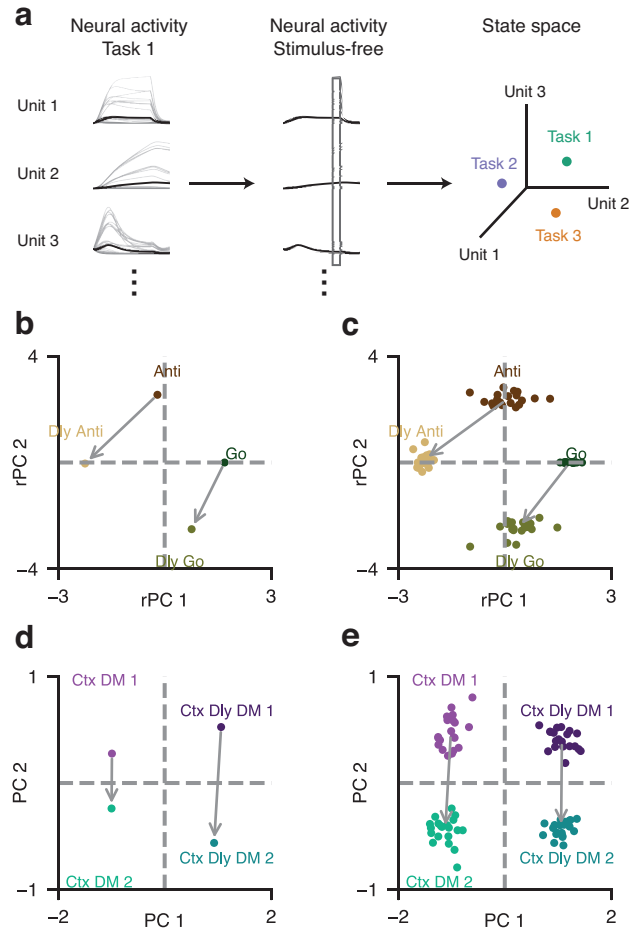 a
Neural activity
Task 1
Neural activity
Stimulus-free
State space
Unit 1
Unit 2
Unit 3
Unit 3
Task 1
Task 2
Unit 2
Task 3
Unit 1
b
4
Anti
Dly Anti
Go
rPC 2
Dly Go
−4
−3
rPC 1
3
c
4
Anti
Dly Anti
Go
rPC 2
Dly Go
−4
−3
rPC 1
3
d
1
Ctx DM 1
Ctx Dly DM 1
PC 2
Ctx Dly DM 2
Ctx DM 2
−1
−2
PC 1
2
e
1
Ctx DM 1
Ctx Dly DM 1
PC 2
Ctx Dly DM 2
Ctx DM 2
−1
−2
PC 1
2